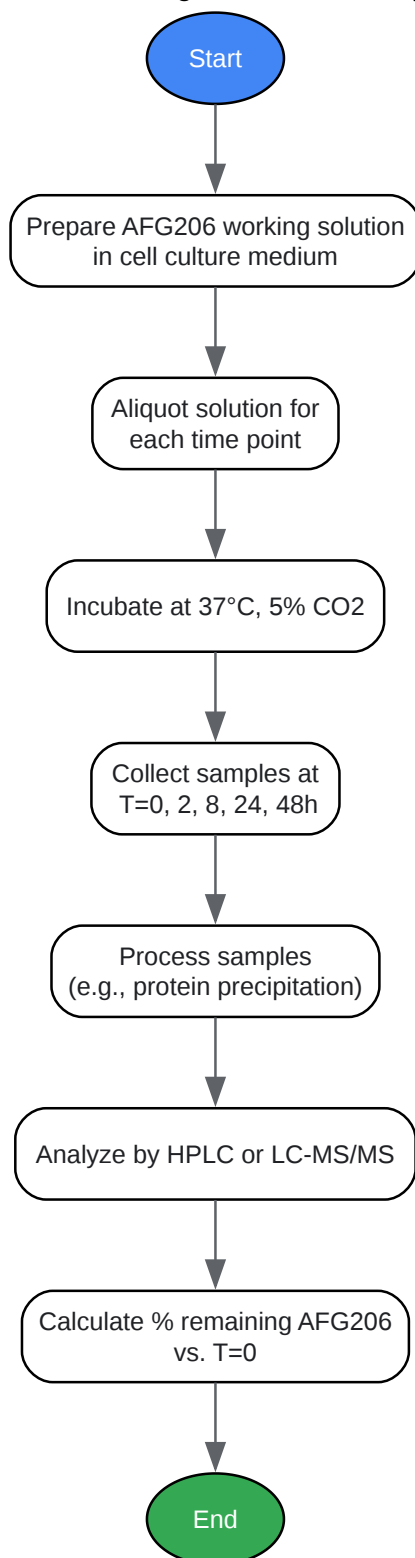 Start
Prepare AFG206 working solution
in cell culture medium
Aliquot solution for
each time point
Incubate at 37°C, 5% CO2
Collect samples at
T=0, 2, 8, 24, 48h
Process samples
(e.g., protein precipitation)
Analyze by HPLC or LC-MS/MS
Calculate % remaining AFG206
vs. T=0
End